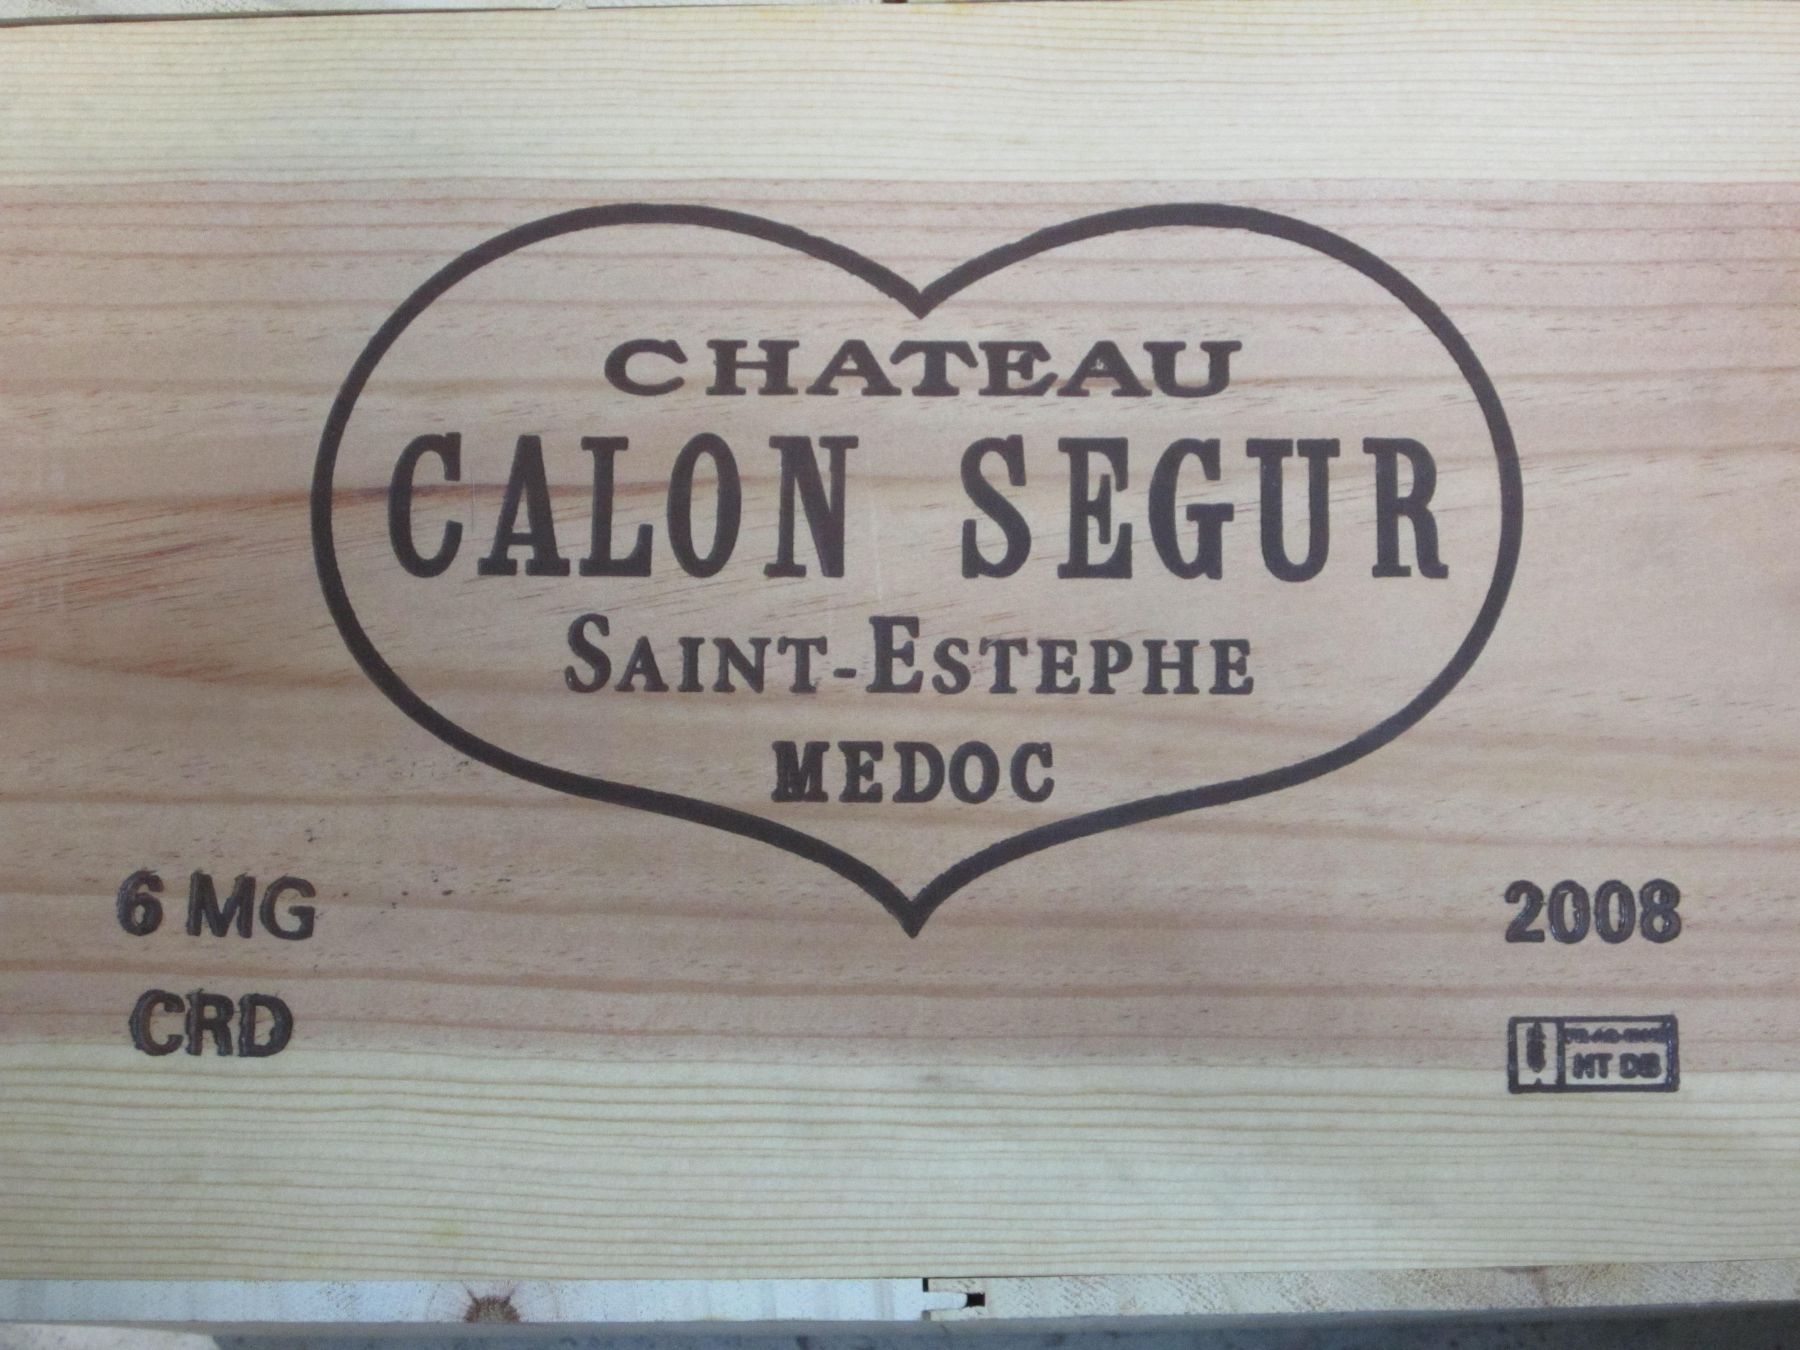 CHATEAU
CALON SEGUR
SAINT-ESTEPHE
MEDOC
6 MG
CRD
2008
HT DB